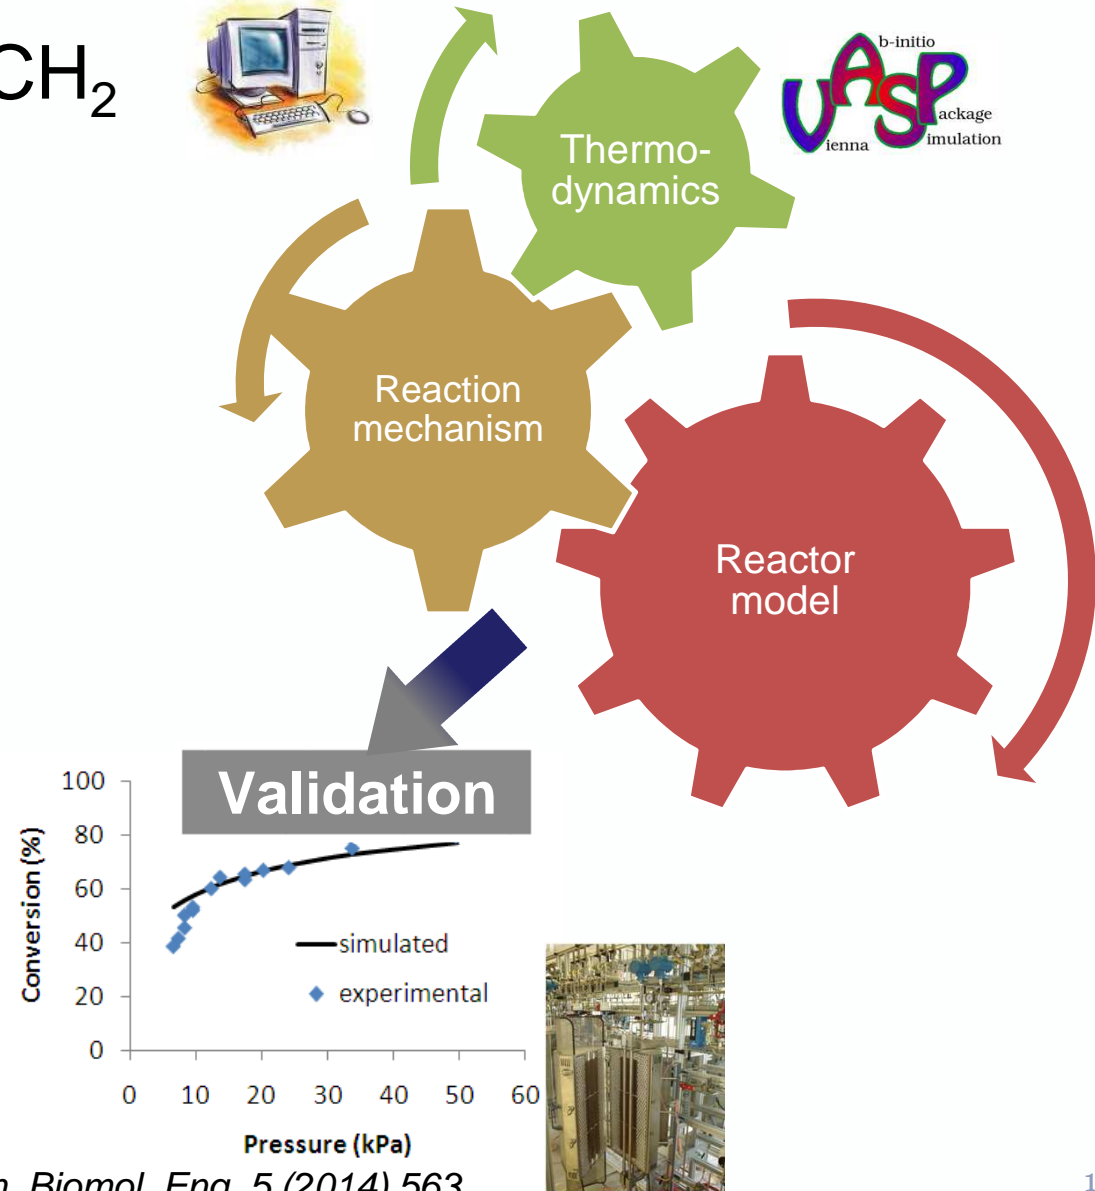 CH₂
b-initio
VASP
ackage
ienna
imulation
Thermo-
dynamics
Reaction
mechanism
Reactor
model
Validation
100
80
60
40
20
0
Conversion (%)
simulated
experimental
0 10 20 30 40 50 60
Pressure (kPa)
. Biomol. Eng. 5 (2014) 563
1